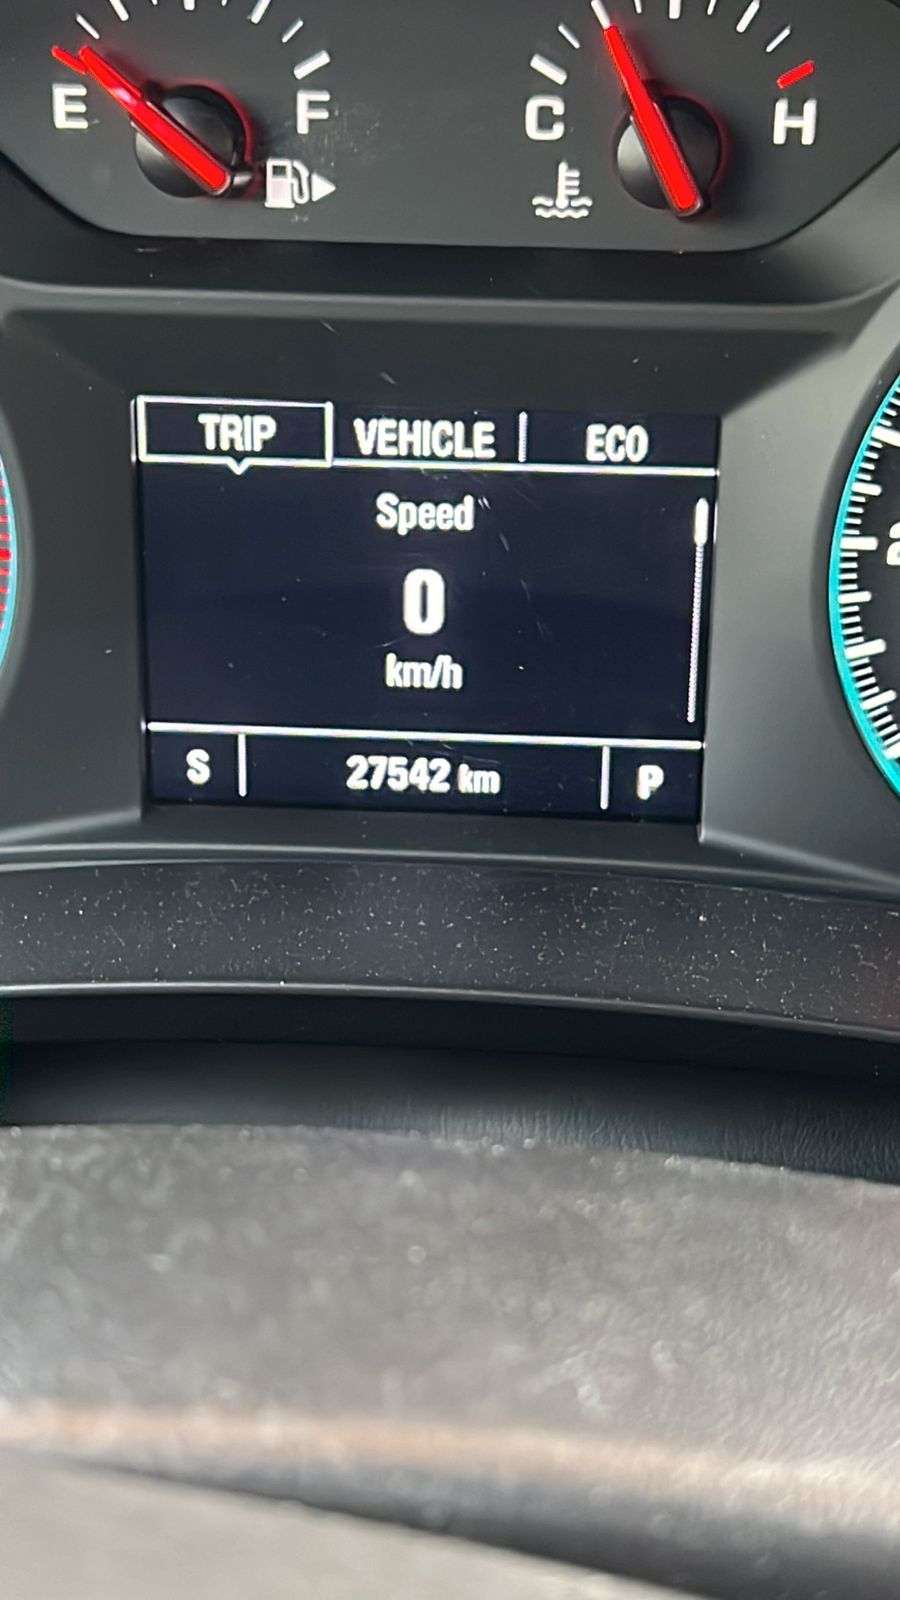 E F C H
TRIP VEHICLE ECO
Speed
0
km/h
S 27542 km P